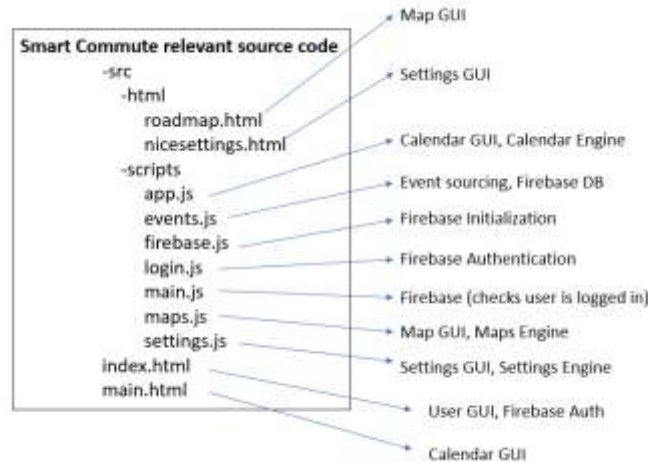 Smart Commute relevant source code
-src
-html
roadmap.html
nicesettings.html
-scripts
app.js
events.js
firebase.js
login.js
main.js
maps.js
settings.js
index.html
main.html
Map GUI
Settings GUI
Calendar GUI, Calendar Engine
Event sourcing, Firebase DB
Firebase Initialization
Firebase Authentication
Firebase (checks user is logged in)
Map GUI, Maps Engine
Settings GUI, Settings Engine
User GUI, Firebase Auth
Calendar GUI